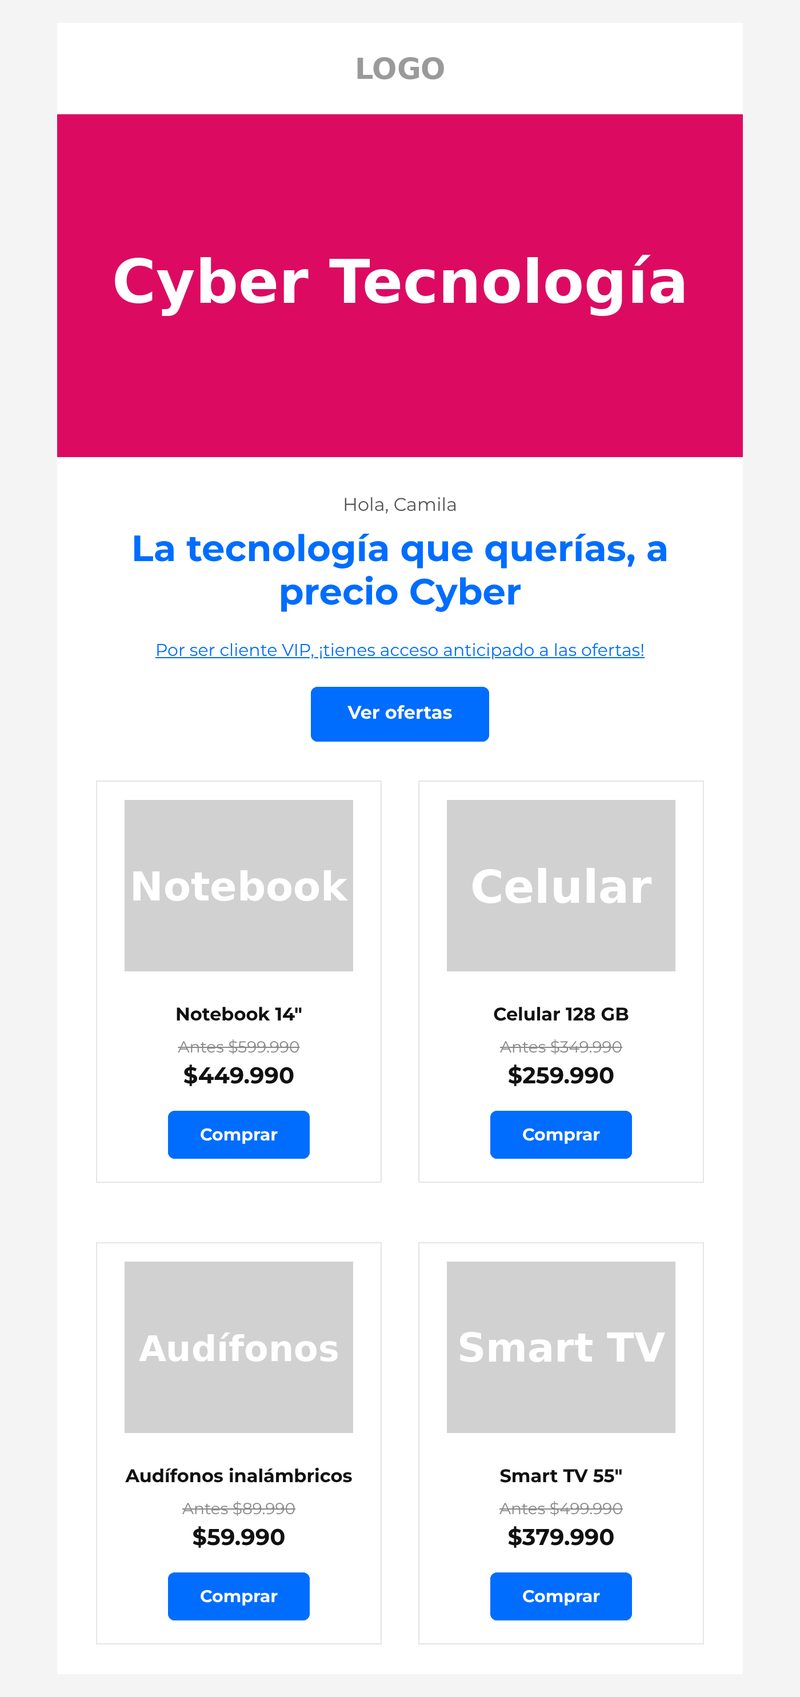 LOGO
Cyber Tecnología
Hola, Camila
La tecnología que querías, a
precio Cyber
Por ser cliente VIP, ¡tienes acceso anticipado a las ofertas!
Ver ofertas
Notebook
Notebook 14"
Antes $599.990
$449.990
Comprar
Celular
Celular 128 GB
Antes $349.990
$259.990
Comprar
Audífonos
Audífonos inalámbricos
Antes $89.990
$59.990
Comprar
Smart TV
Smart TV 55"
Antes $499.990
$379.990
Comprar